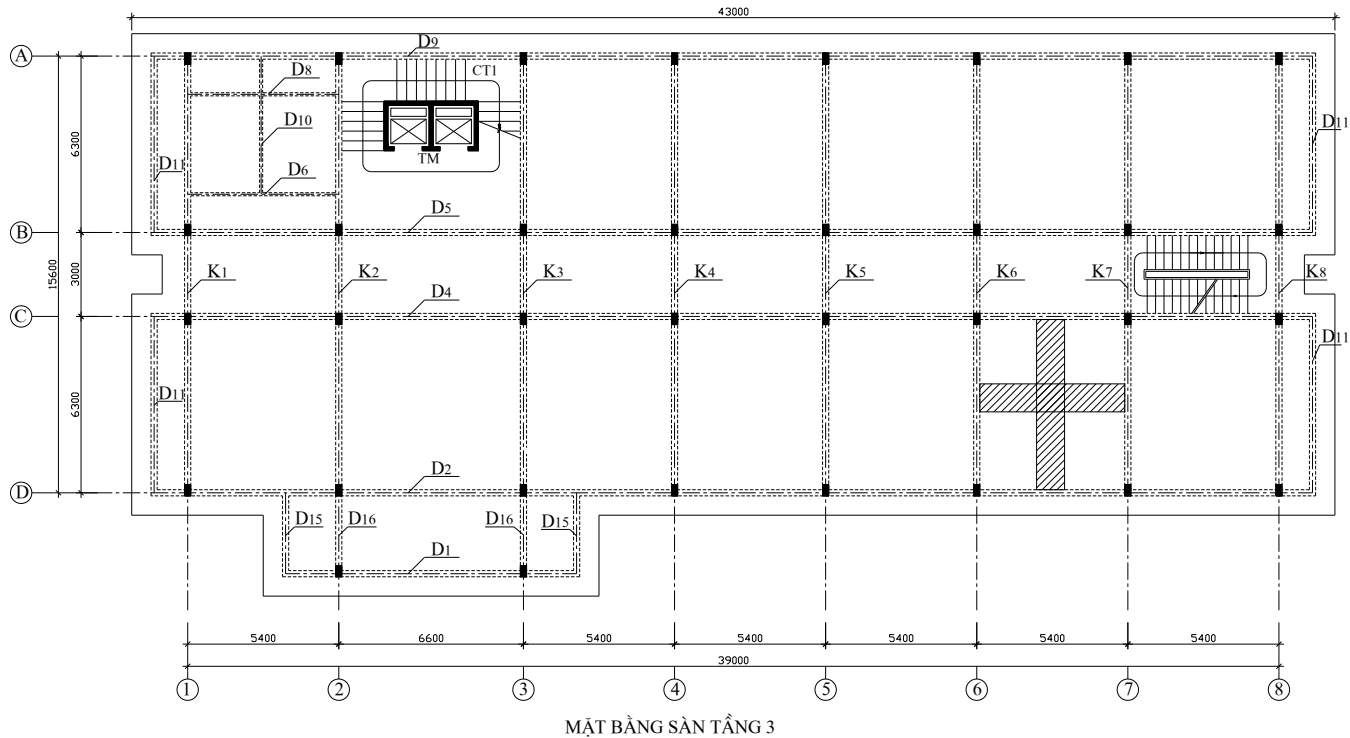 43000
A
D9
D8
CT1
D10
D11
6300
TM
D11
D6
D5
B
15600
3000
K1
K2
K3
K4
K5
K6
K7
K8
D4
C
D11
6300
D11
D2
D
D15
D16
D16
D15
D1
5400
6600
5400
5400
5400
5400
5400
39000
1
2
3
4
5
6
7
8
MẶT BẰNG SÀN TẦNG 3